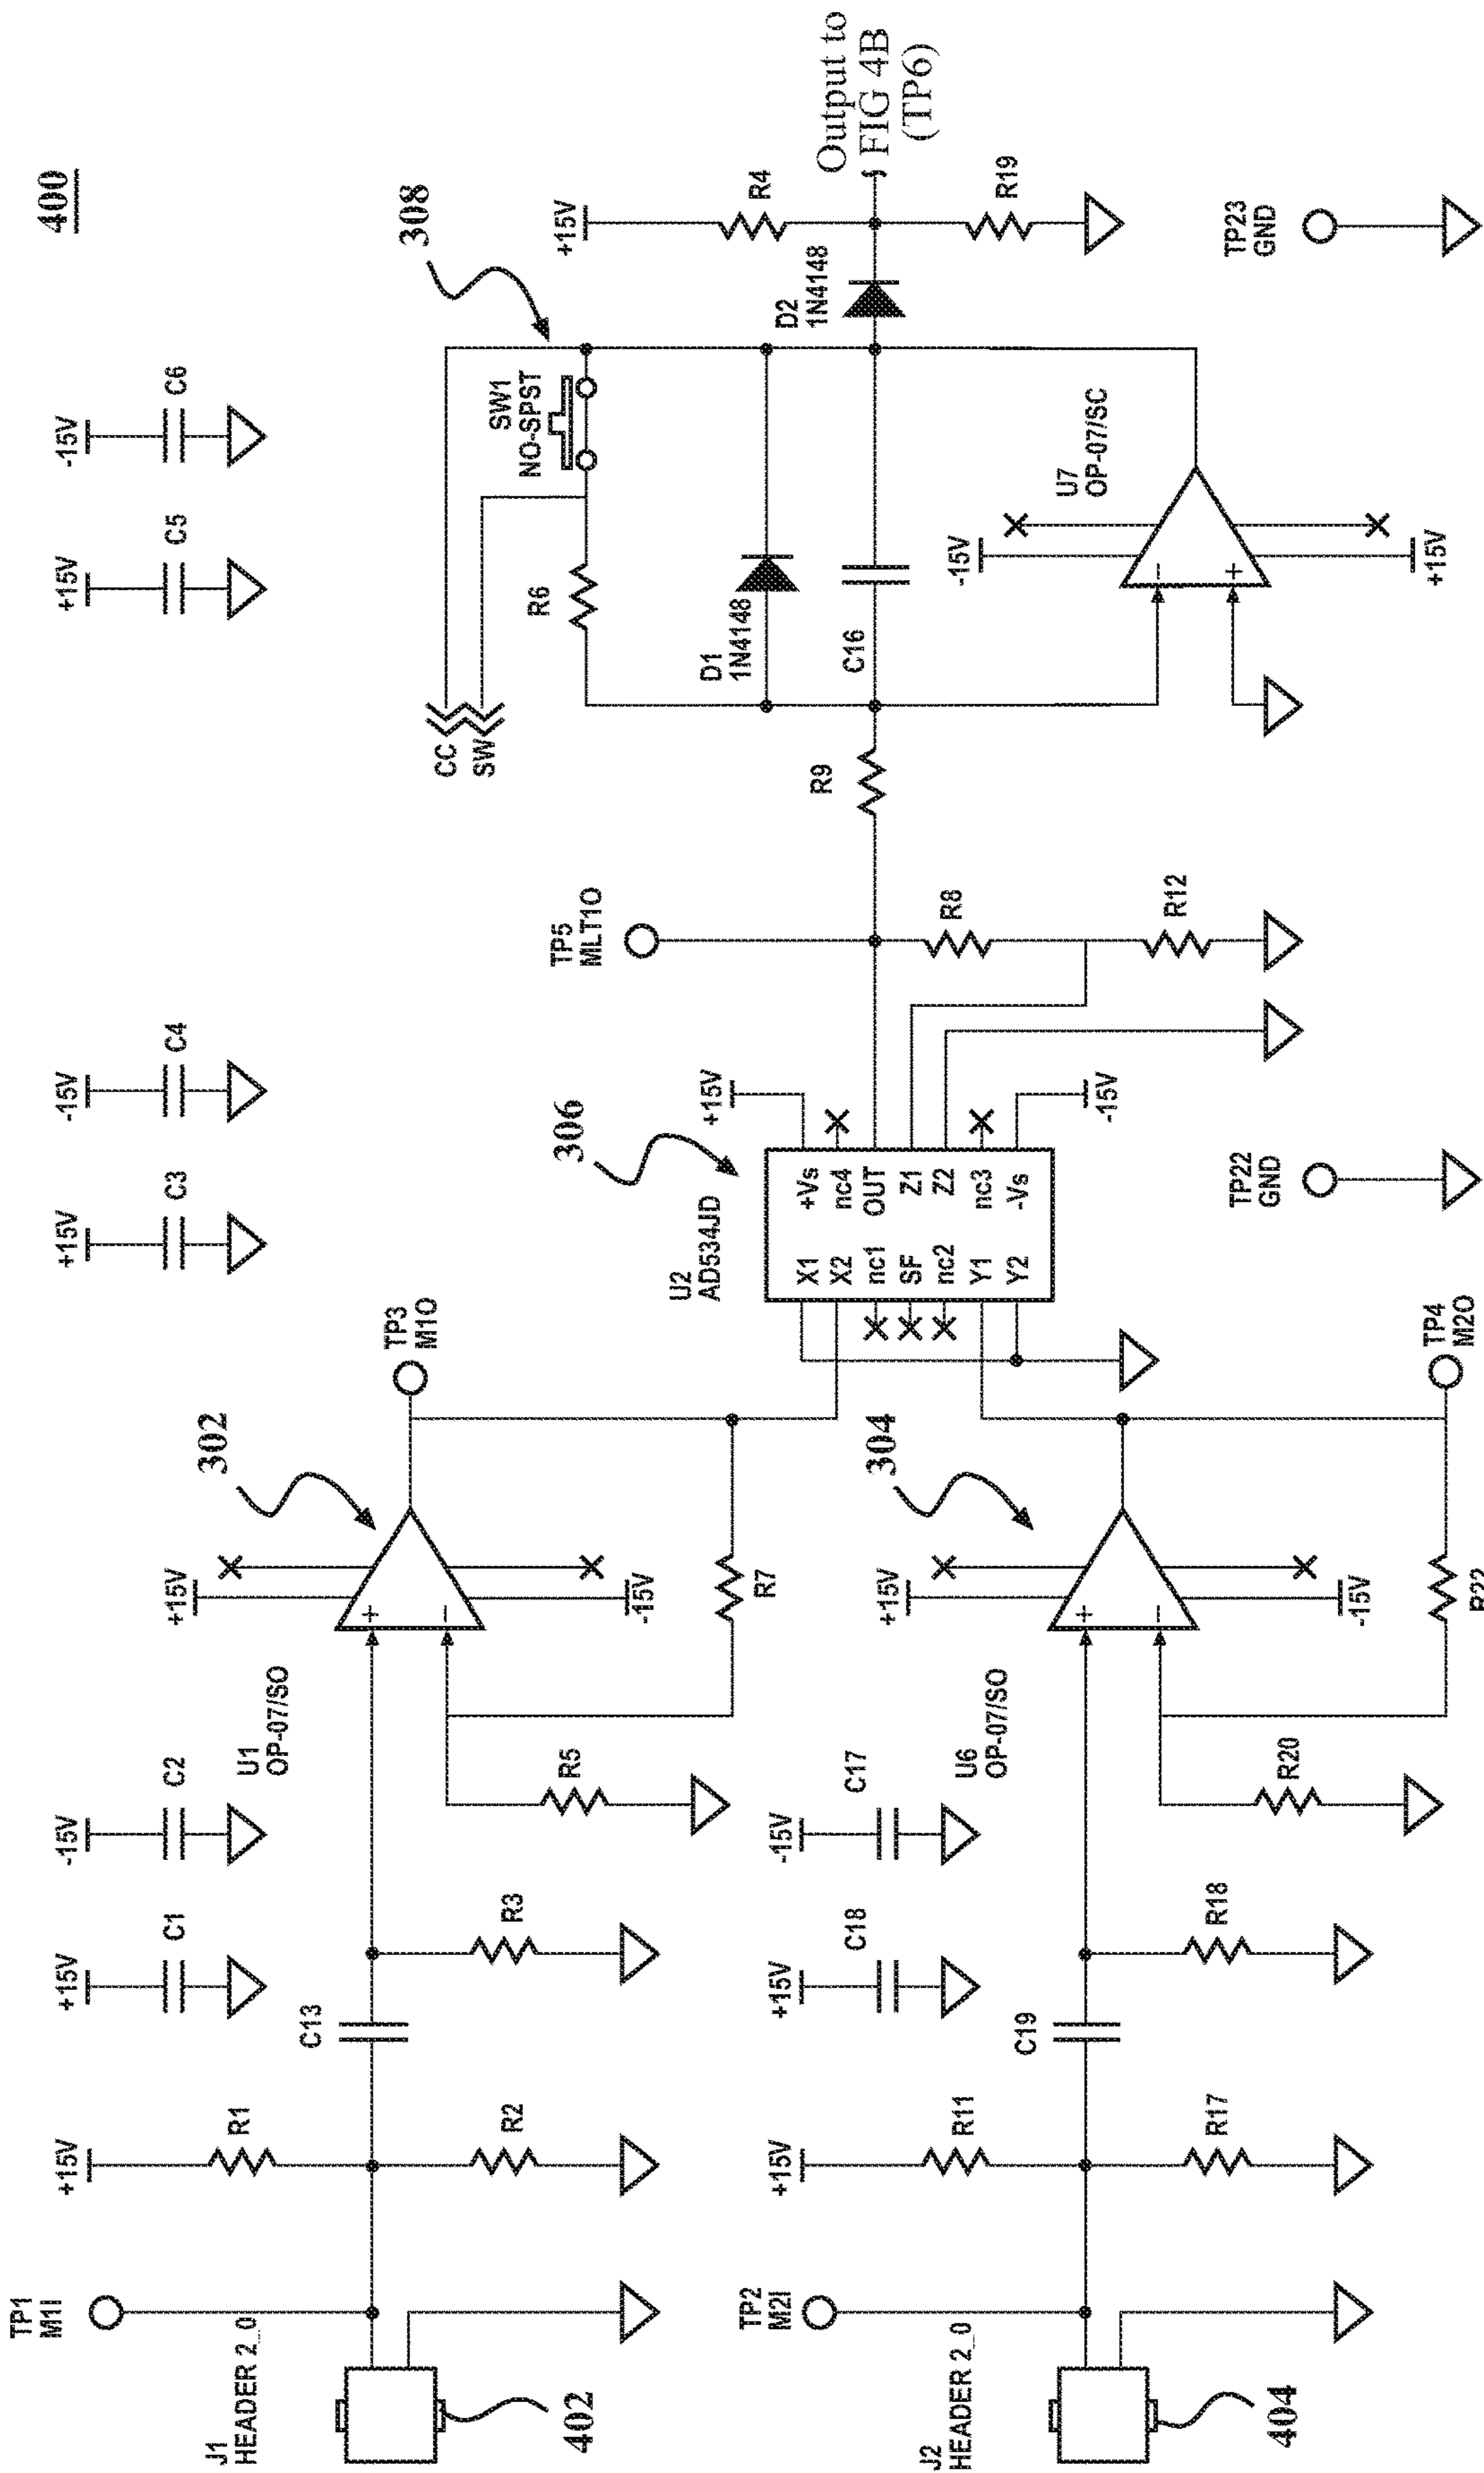 400
TP1
M1I
J1
HEADER 2_0
402
+15V
R1
R2
C13
+15V
C1
-15V
C2
R3
R5
U1
OP-07/SO
+15V
+
-
-15V
302
R7
TP3
M1O
+15V
C3
-15V
C4
+15V
C5
-15V
C6
TP2
M2I
J2
HEADER 2_0
404
+15V
R11
R17
C19
+15V
C18
-15V
C17
R18
R20
U6
OP-07/SO
+15V
+
-
-15V
304
R22
TP4
M2O
U2
AD534JD
306
X1
X2
nc1
SF
nc2
Y1
Y2
+Vs
nc4
OUT
Z1
Z2
nc3
-Vs
+15V
-15V
TP22
GND
TP5
MLT1O
R8
R12
R9
CC
SW
R6
SW1
NO-SPST
308
D1
1N4148
C16
U7
OP-07/SC
-15V
-
+
+15V
D2
1N4148
+15V
R4
R19
Output to
FIG 4B
(TP6)
TP23
GND